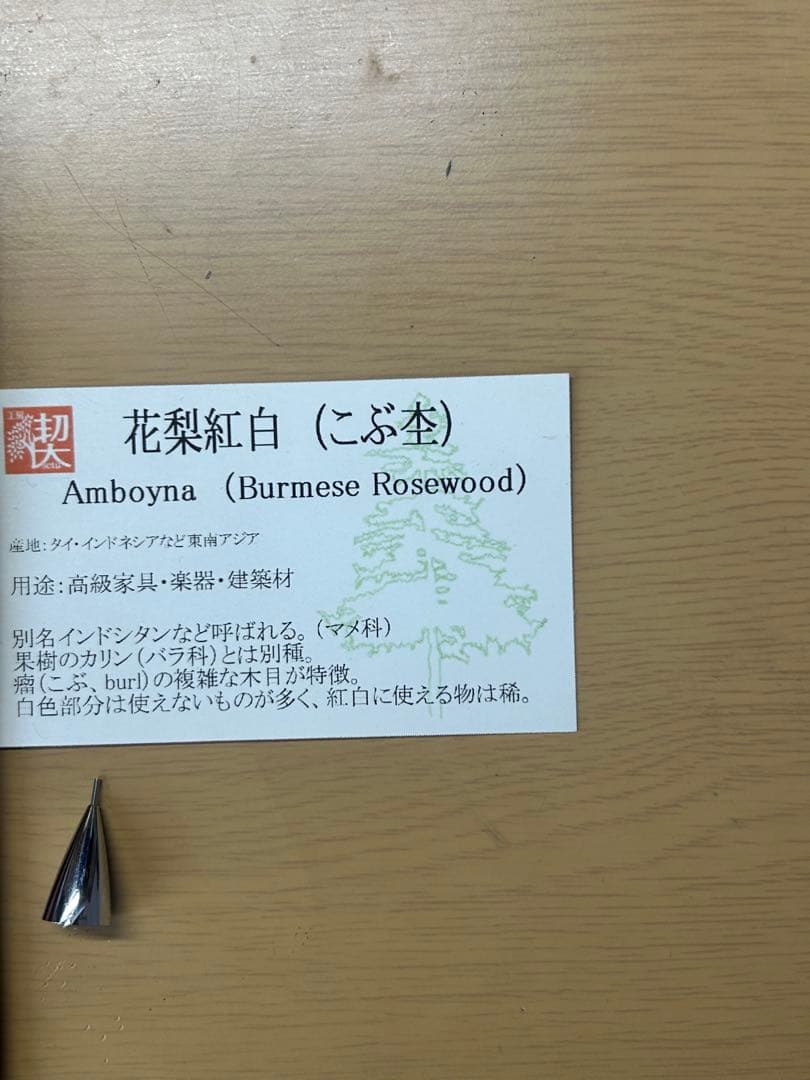 工房
楔
setu
花梨紅白 (こぶ杢)
Amboyna (Burmese Rosewood)
産地:タイ・インドネシアなど東南アジア
用途:高級家具・楽器・建築材
別名インドシタンなど呼ばれる。(マメ科)
果樹のカリン(バラ科)とは別種。
瘤(こぶ、burl)の複雑な木目が特徴。
白色部分は使えないものが多く、紅白に使える物は稀。